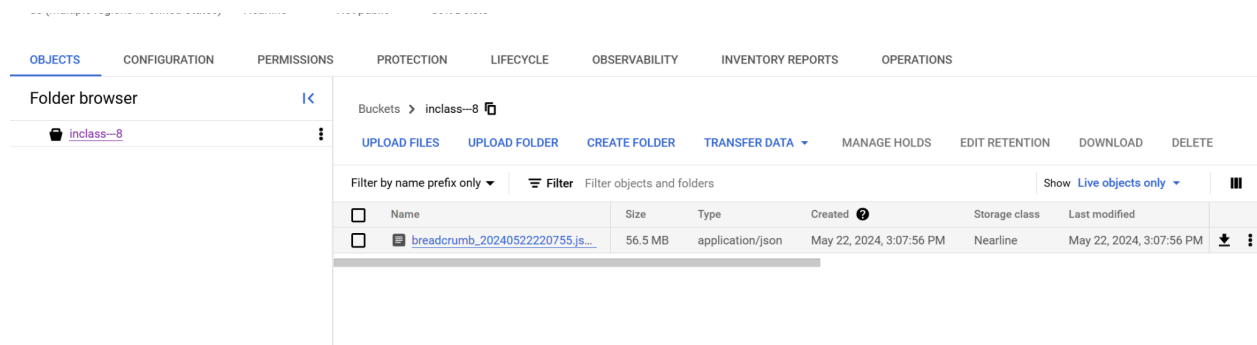 OBJECTS CONFIGURATION PERMISSIONS PROTECTION LIFECYCLE OBSERVABILITY INVENTORY REPORTS OPERATIONS
Folder browser
inclass---8
Buckets > inclass---8
UPLOAD FILES UPLOAD FOLDER CREATE FOLDER TRANSFER DATA MANAGE HOLDS EDIT RETENTION DOWNLOAD DELETE
Filter by name prefix only Filter Filter objects and folders Show Live objects only
Name Size Type Created Storage class Last modified
breadcrumb_20240522220755.js... 56.5 MB application/json May 22, 2024, 3:07:56 PM Nearline May 22, 2024, 3:07:56 PM